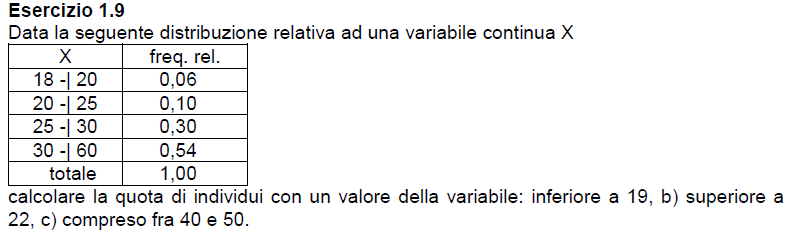 Esercizio 1.9
Data la seguente distribuzione relativa ad una variabile continua X
X freq. rel.
18 -| 20 0,06
20 -| 25 0,10
25 -| 30 0,30
30 -| 60 0,54
totale 1,00
calcolare la quota di individui con un valore della variabile: inferiore a 19, b) superiore a
22, c) compreso fra 40 e 50.